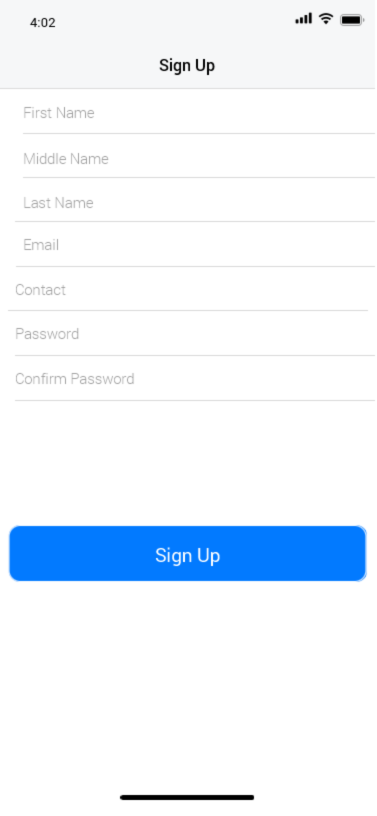 4:02
Sign Up
First Name
Middle Name
Last Name
Email
Contact
Password
Confirm Password
Sign Up